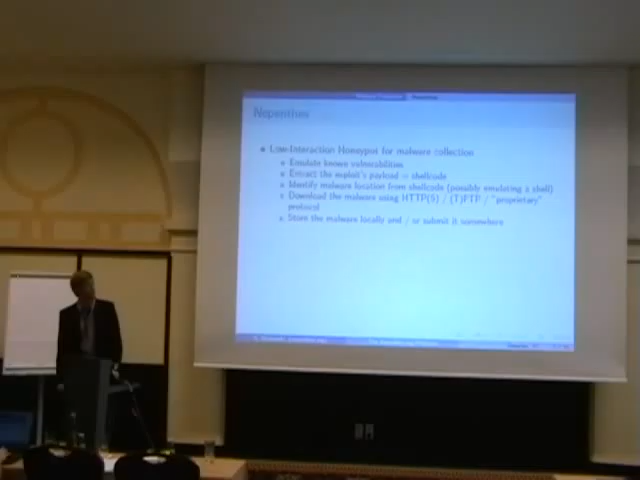 Nepenthes
Low-Interaction Honeypot for malware collection
Emulate known vulnerabilities
Extract the exploit's payload = shellcode
Identify malware location from shellcode (possibly emulating a shell)
Download the malware using HTTP(S) / (T)FTP / "proprietary"
protocol
Store the malware locally and / or submit it somewhere